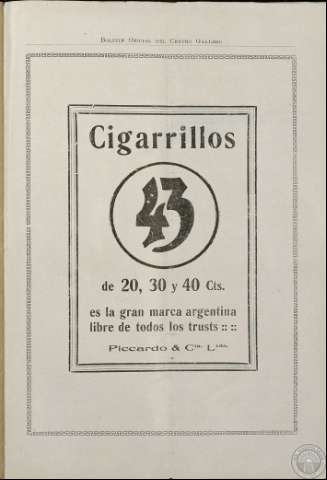 Boletín Oficial del Centro Gallego
Cigarrillos
43
de 20, 30 y 40 Cts.
es la gran marca argentina
libre de todos los trusts :: ::
Piccardo & Cía. Ltda.